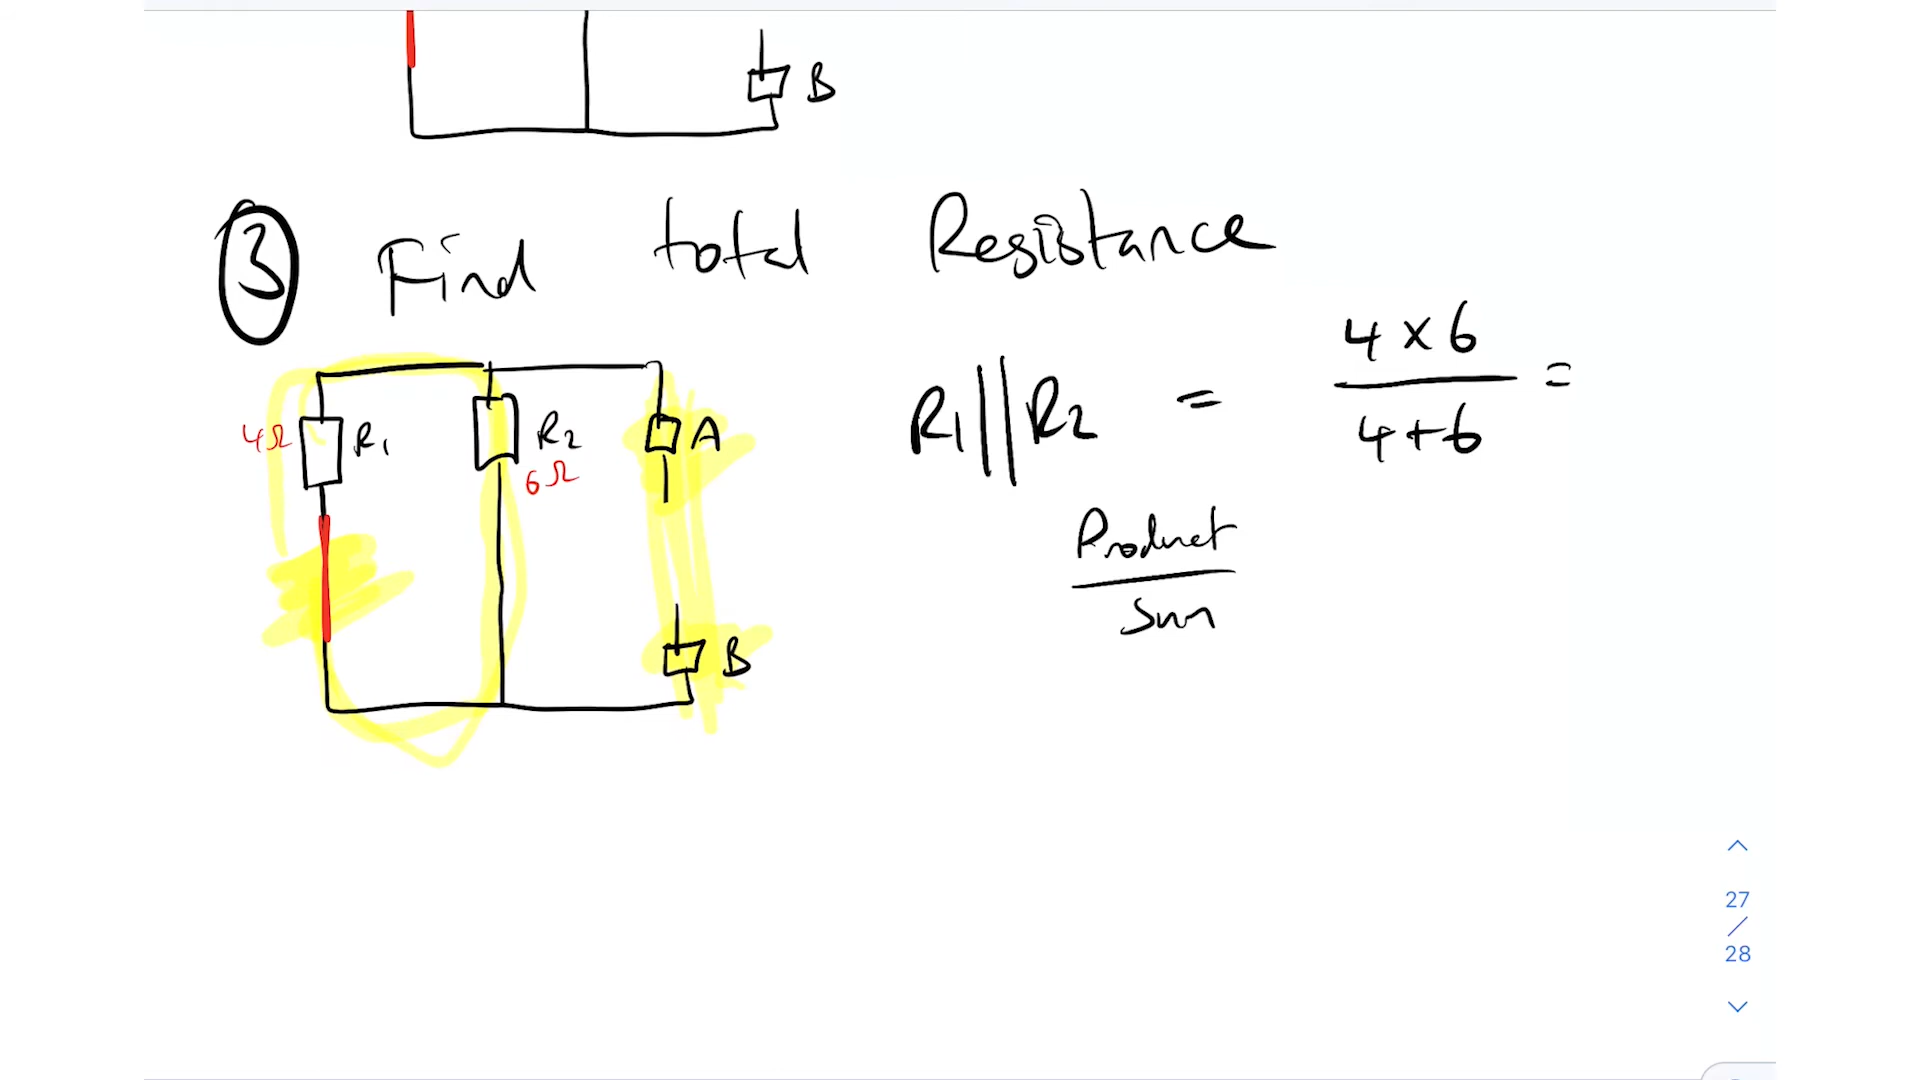 B
3 Find total Resistance
4Ω R1 R2 A
6Ω
B
R1||R2 = 4 x 6 / 4+6 =
Product
Sum
27
/
28